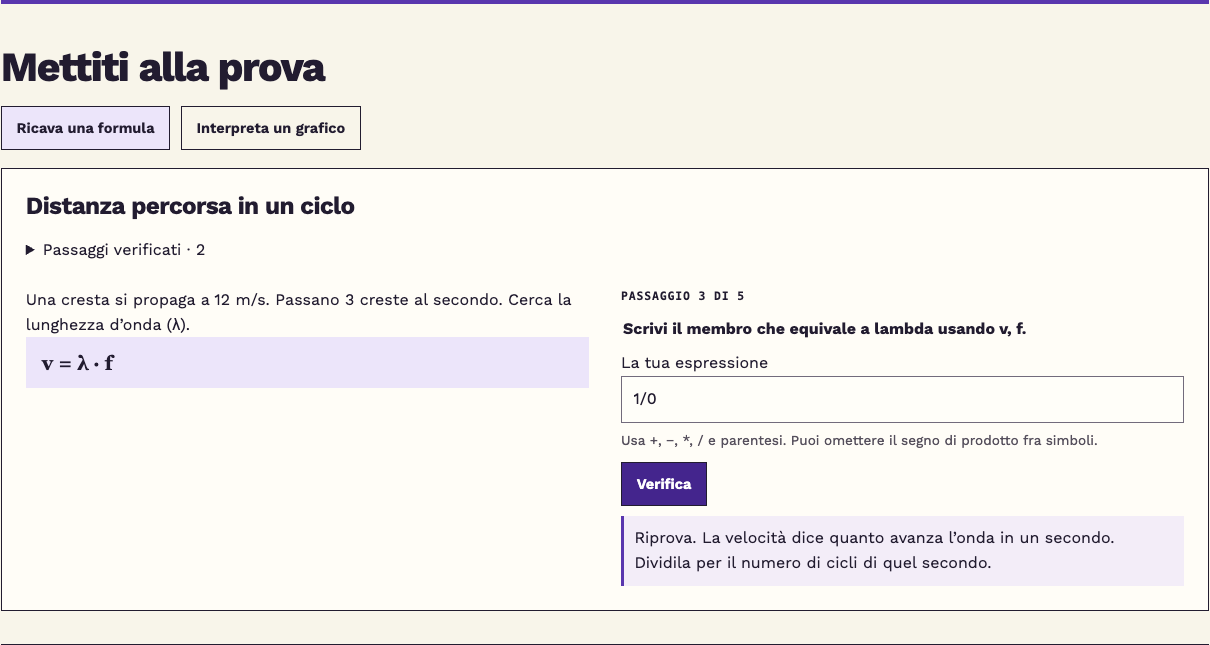 Mettiti alla prova
Ricava una formula
Interpreta un grafico
Distanza percorsa in un ciclo
Passaggi verificati · 2
Una cresta si propaga a 12 m/s. Passano 3 creste al secondo. Cerca la
lunghezza d’onda (λ).
v = λ · f
PASSAGGIO 3 DI 5
Scrivi il membro che equivale a lambda usando v, f.
La tua espressione
1/0
Usa +, −, *, / e parentesi. Puoi omettere il segno di prodotto fra simboli.
Verifica
Riprova. La velocità dice quanto avanza l’onda in un secondo.
Dividila per il numero di cicli di quel secondo.